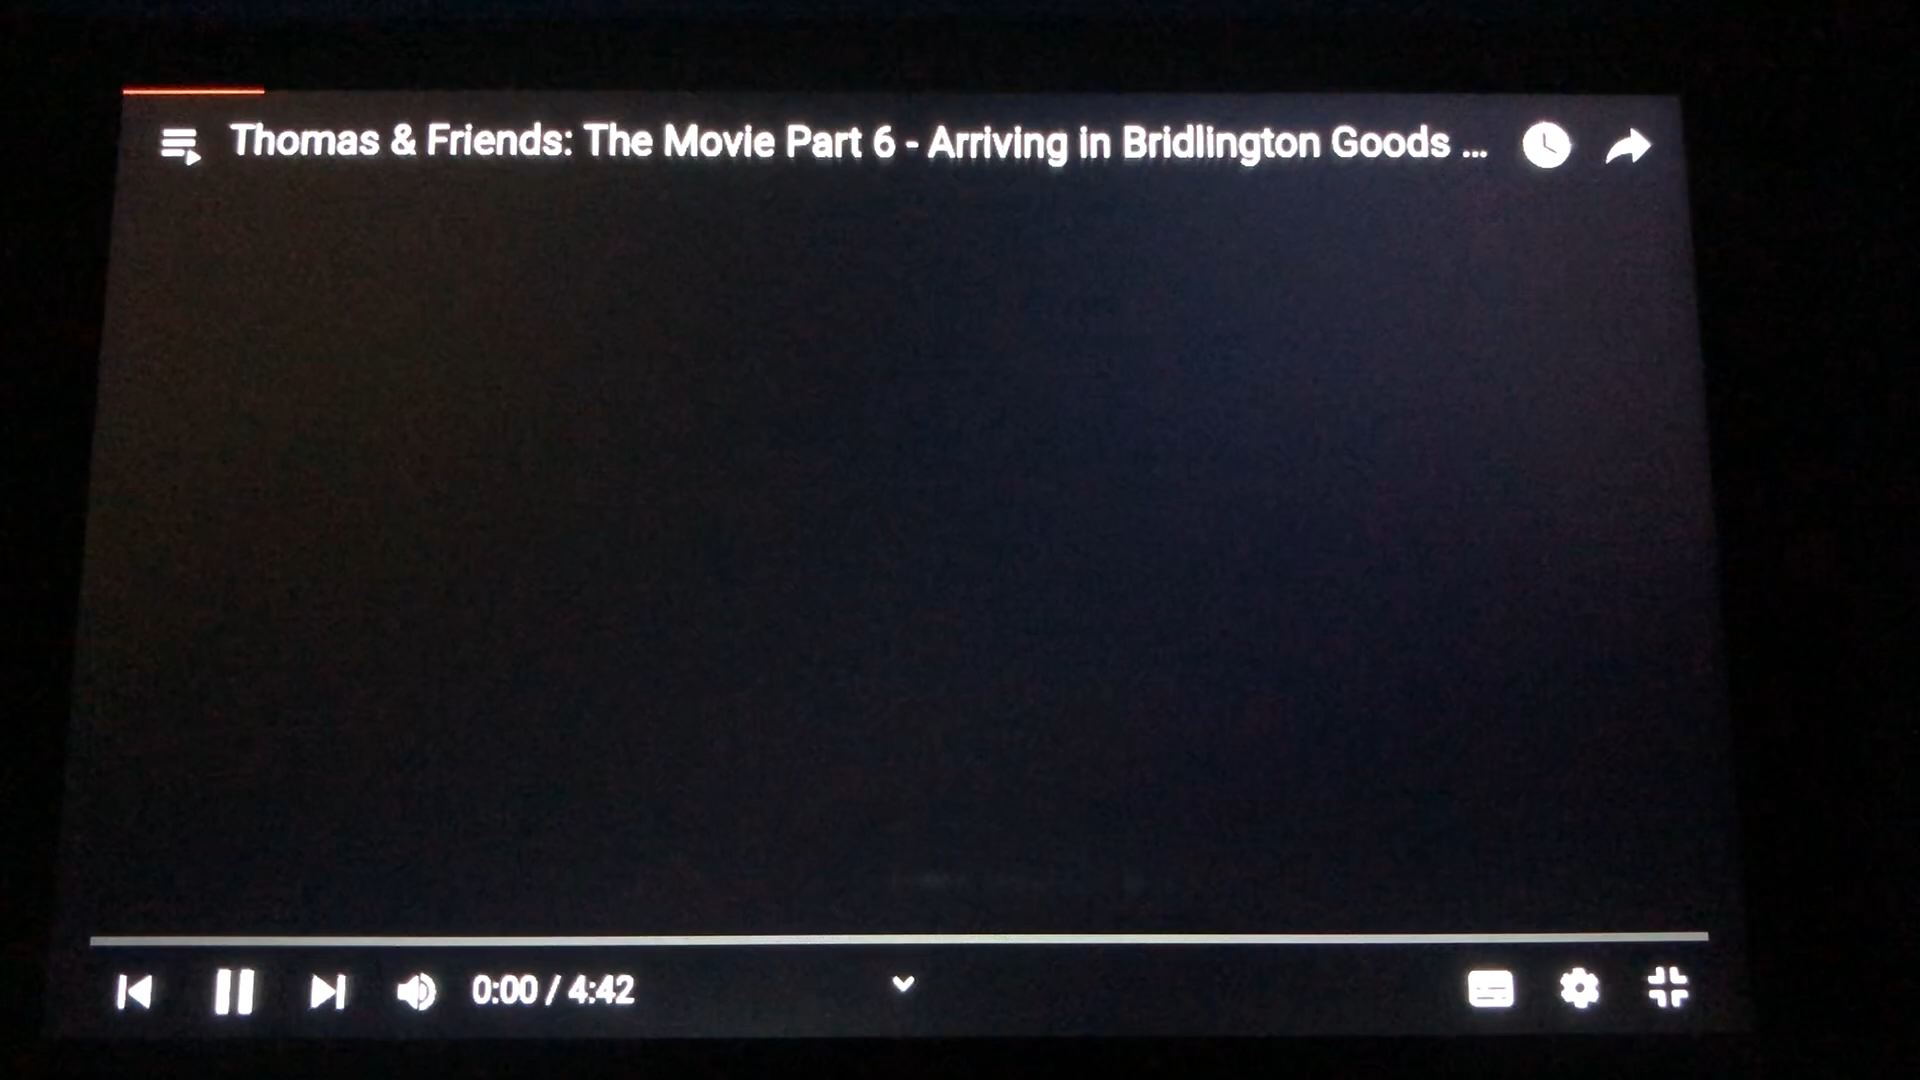 Thomas & Friends: The Movie Part 6 - Arriving in Bridlington Goods ...
0:00 / 4:42